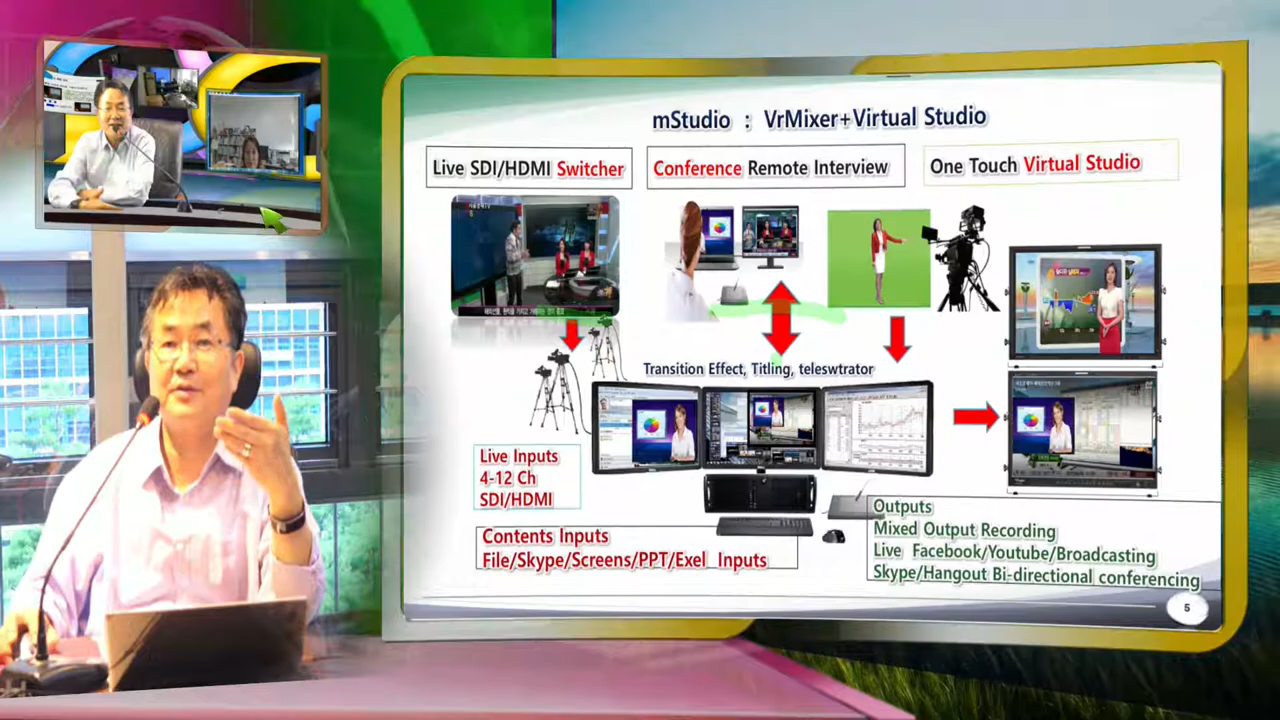 mStudio : VrMixer+Virtual Studio
Live SDI/HDMI Switcher
Conference Remote Interview
One Touch Virtual Studio
Transition Effect, Titling, teleswtrator
Live Inputs
4-12 Ch
SDI/HDMI
Contents Inputs
File/Skype/Screens/PPT/Exel Inputs
Outputs
Mixed Output Recording
Live Facebook/Youtube/Broadcasting
Skype/Hangout Bi-directional conferencing
5